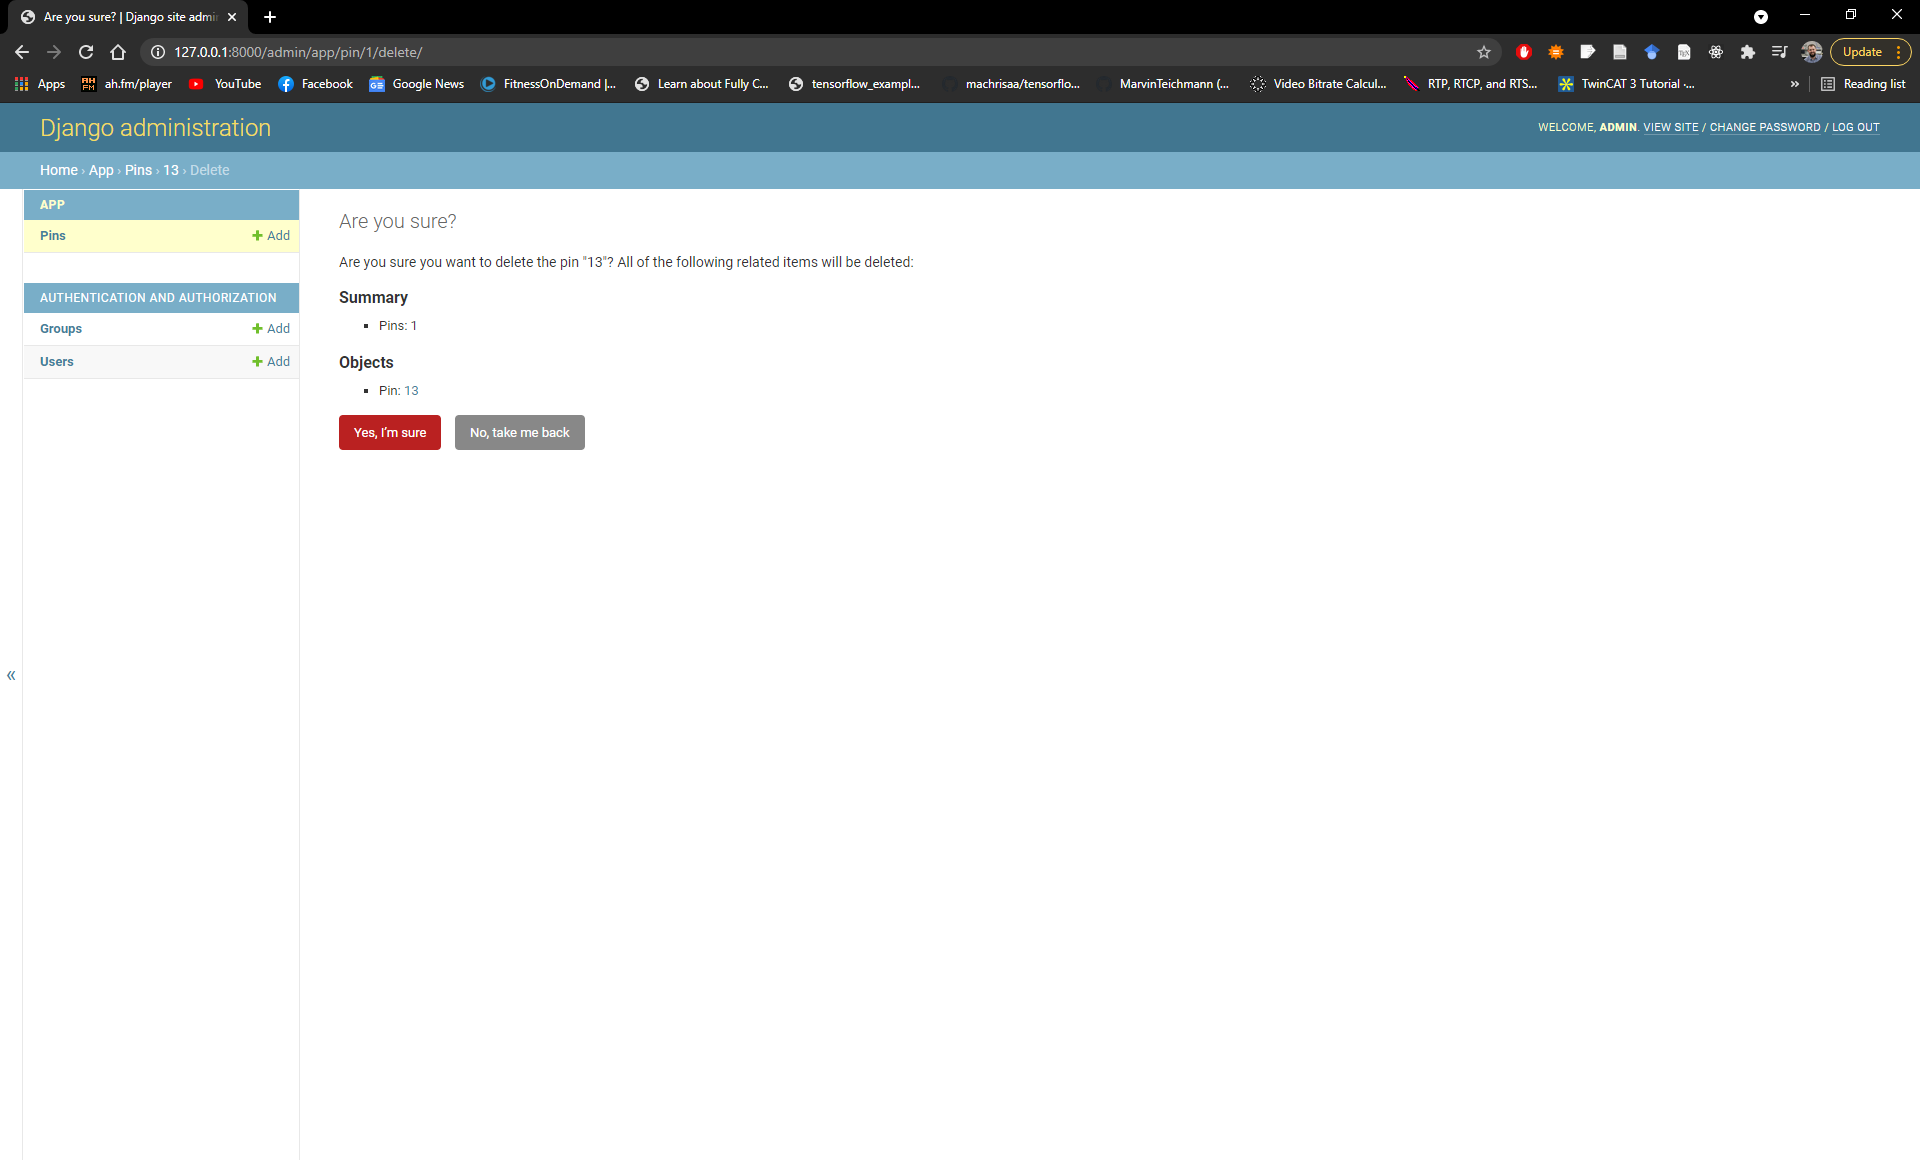 Are you sure? | Django site admi
127.0.0.1:8000/admin/app/pin/1/delete/
Update
Apps
ah.fm/player
YouTube
Facebook
Google News
FitnessOnDemand |...
Learn about Fully C...
tensorflow_exampl...
machrisaa/tensorflo...
MarvinTeichmann (...
Video Bitrate Calcul...
RTP, RTCP, and RTS...
TwinCAT 3 Tutorial -...
»
Reading list
Django administration
WELCOME, ADMIN. VIEW SITE / CHANGE PASSWORD / LOG OUT
Home › App › Pins › 13 › Delete
APP
Pins
+ Add
AUTHENTICATION AND AUTHORIZATION
Groups
+ Add
Users
+ Add
«
Are you sure?
Are you sure you want to delete the pin "13"? All of the following related items will be deleted:
Summary
Pins: 1
Objects
Pin: 13
Yes, I’m sure
No, take me back